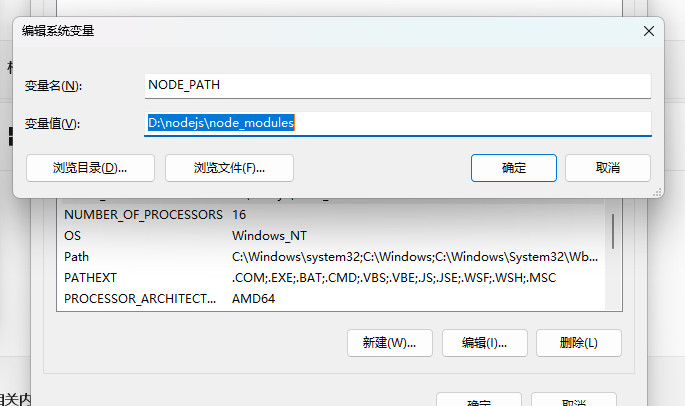 编辑系统变量
变量名(N):
NODE_PATH
变量值(V):
D:\nodejs\node_modules
浏览目录(D)...
浏览文件(F)...
确定
取消
NUMBER_OF_PROCESSORS 16
OS Windows_NT
Path C:\Windows\system32;C:\Windows;C:\Windows\System32\Wb...
PATHEXT .COM;.EXE;.BAT;.CMD;.VBS;.VBE;.JS;.JSE;.WSF;.WSH;.MSC
PROCESSOR_ARCHITECT... AMD64
新建(W)...
编辑(I)...
删除(L)
相关内
确定
取消